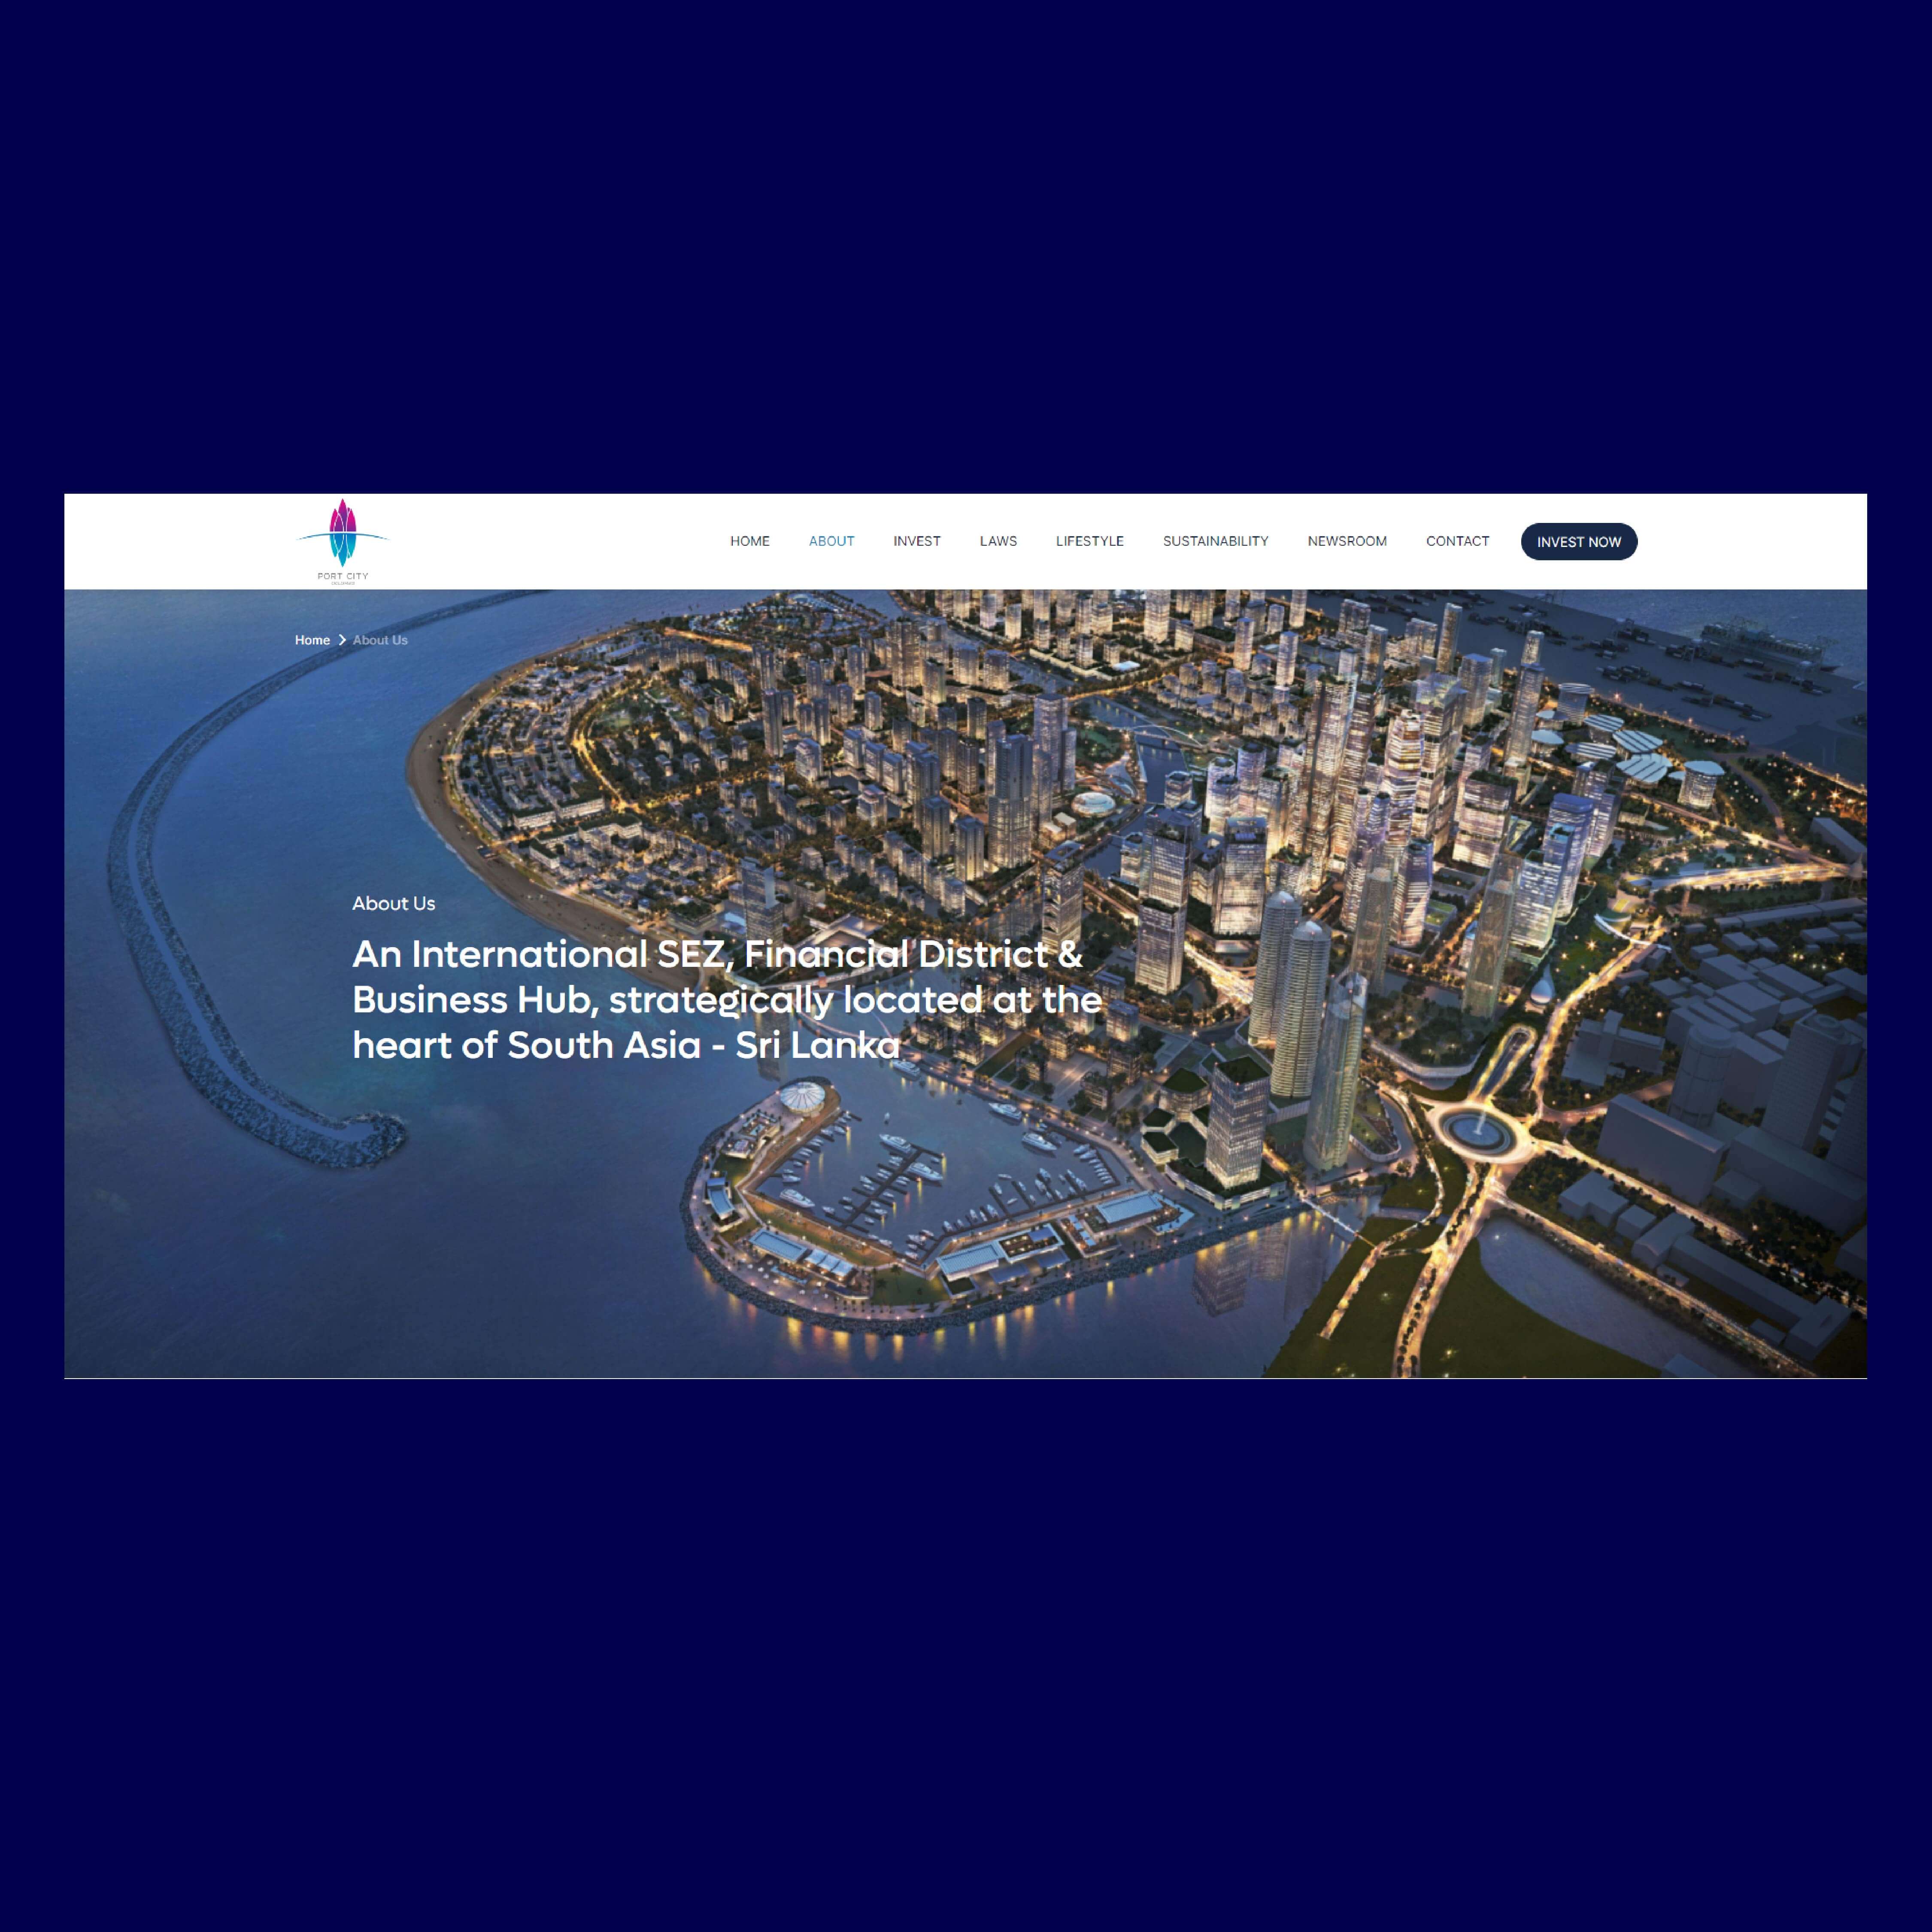 PORT CITY
COLOMBO
HOME ABOUT INVEST LAWS LIFESTYLE SUSTAINABILITY NEWSROOM CONTACT INVEST NOW
Home > About Us
About Us
An International SEZ, Financial District &
Business Hub, strategically located at the
heart of South Asia - Sri Lanka